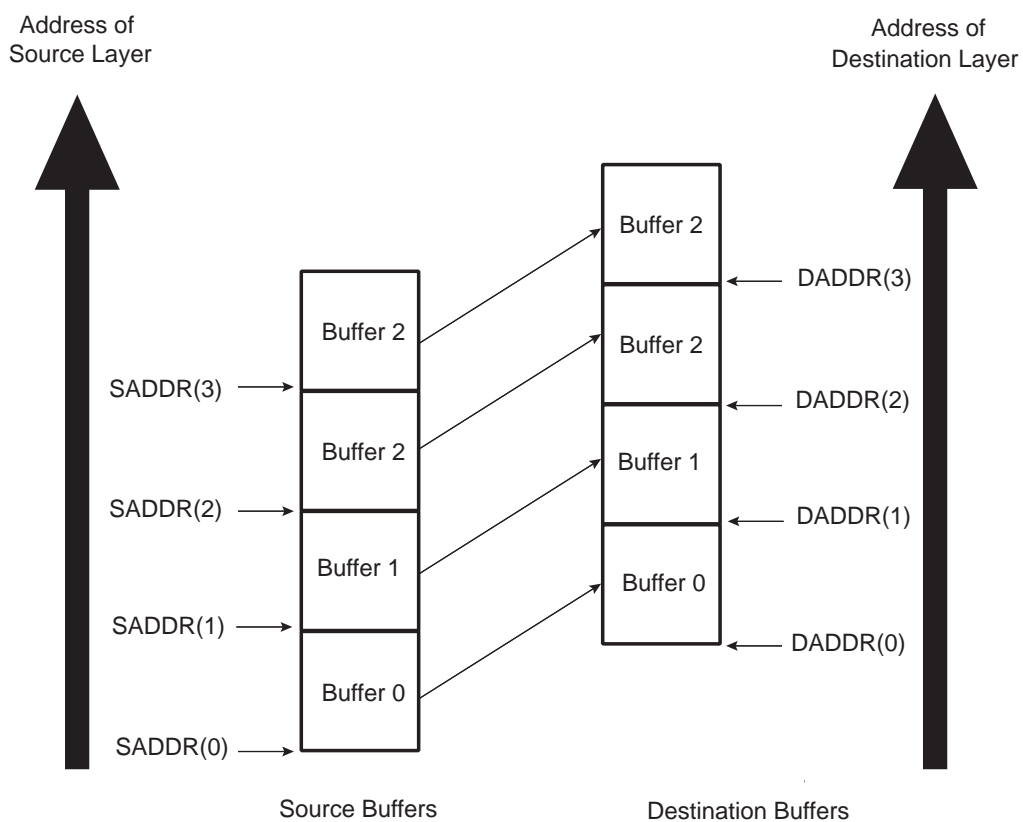 Address of
Source Layer
Address of
Destination Layer
Buffer 2
Buffer 2
Buffer 1
Buffer 0
SADDR(3)
SADDR(2)
SADDR(1)
SADDR(0)
Source Buffers
Buffer 2
Buffer 2
Buffer 1
Buffer 0
DADDR(3)
DADDR(2)
DADDR(1)
DADDR(0)
Destination Buffers